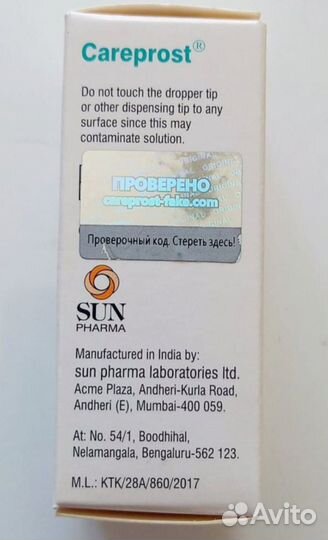 Careprost®
Do not touch the dropper tip
or other dispensing tip to any
surface since this may
contaminate solution.
ORIGINAL
ПРОВЕРЕНО
careprost-fake.com
Проверочный код. Стереть здесь!
SUN
PHARMA
Manufactured in India by:
sun pharma laboratories ltd.
Acme Plaza, Andheri-Kurla Road,
Andheri (E), Mumbai-400 059.
At: No. 54/1, Boodhihal,
Nelamangala, Bengaluru-562 123.
M.L.: KTK/28A/860/2017
Avito